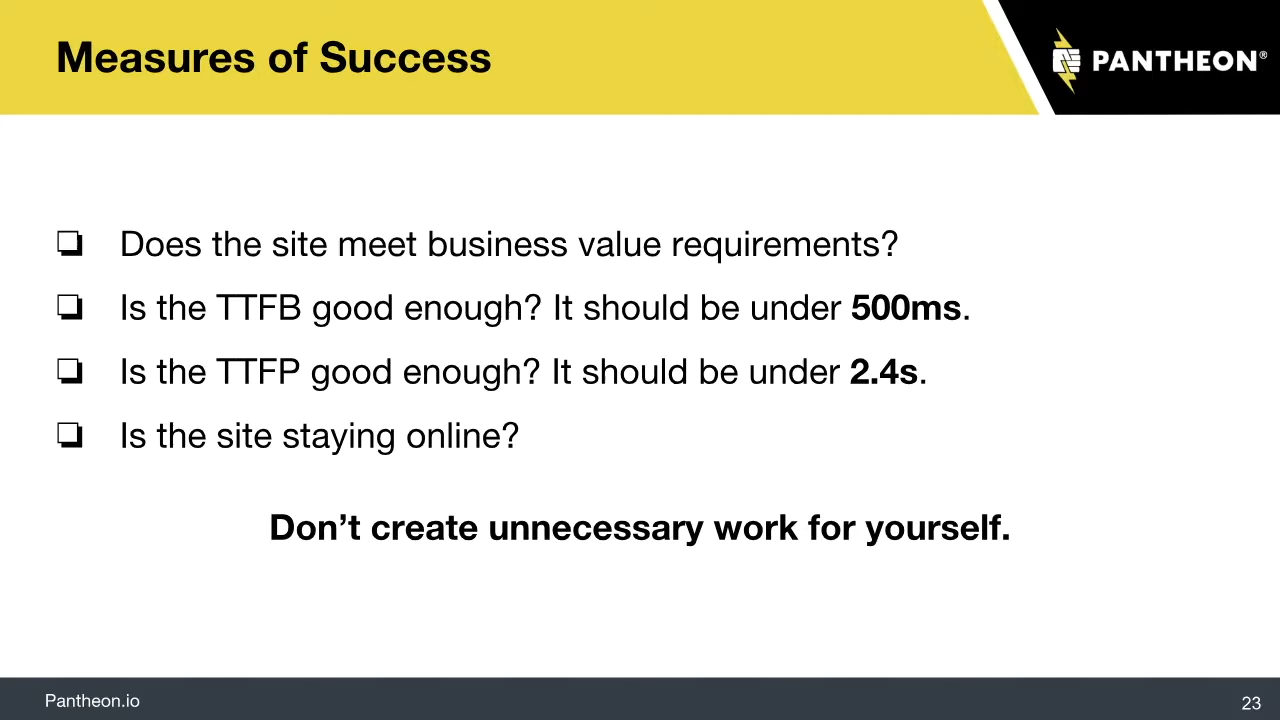 Measures of Success
PANTHEON®
❏ Does the site meet business value requirements?
❏ Is the TTFB good enough? It should be under 500ms.
❏ Is the TTFP good enough? It should be under 2.4s.
❏ Is the site staying online?
Don’t create unnecessary work for yourself.
Pantheon.io
23